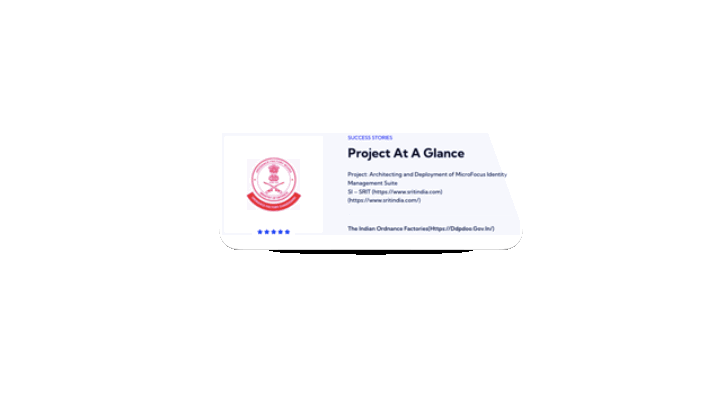 SUCCESS STORIES
Project At A Glance
Project: Architecting and Deployment of MicroFocus Identity
Management Suite
SI – SRIT (https://www.sritindia.com)
(https://www.sritindia.com/)
The Indian Ordnance Factories(Https://Ddpdoo.Gov.In/)